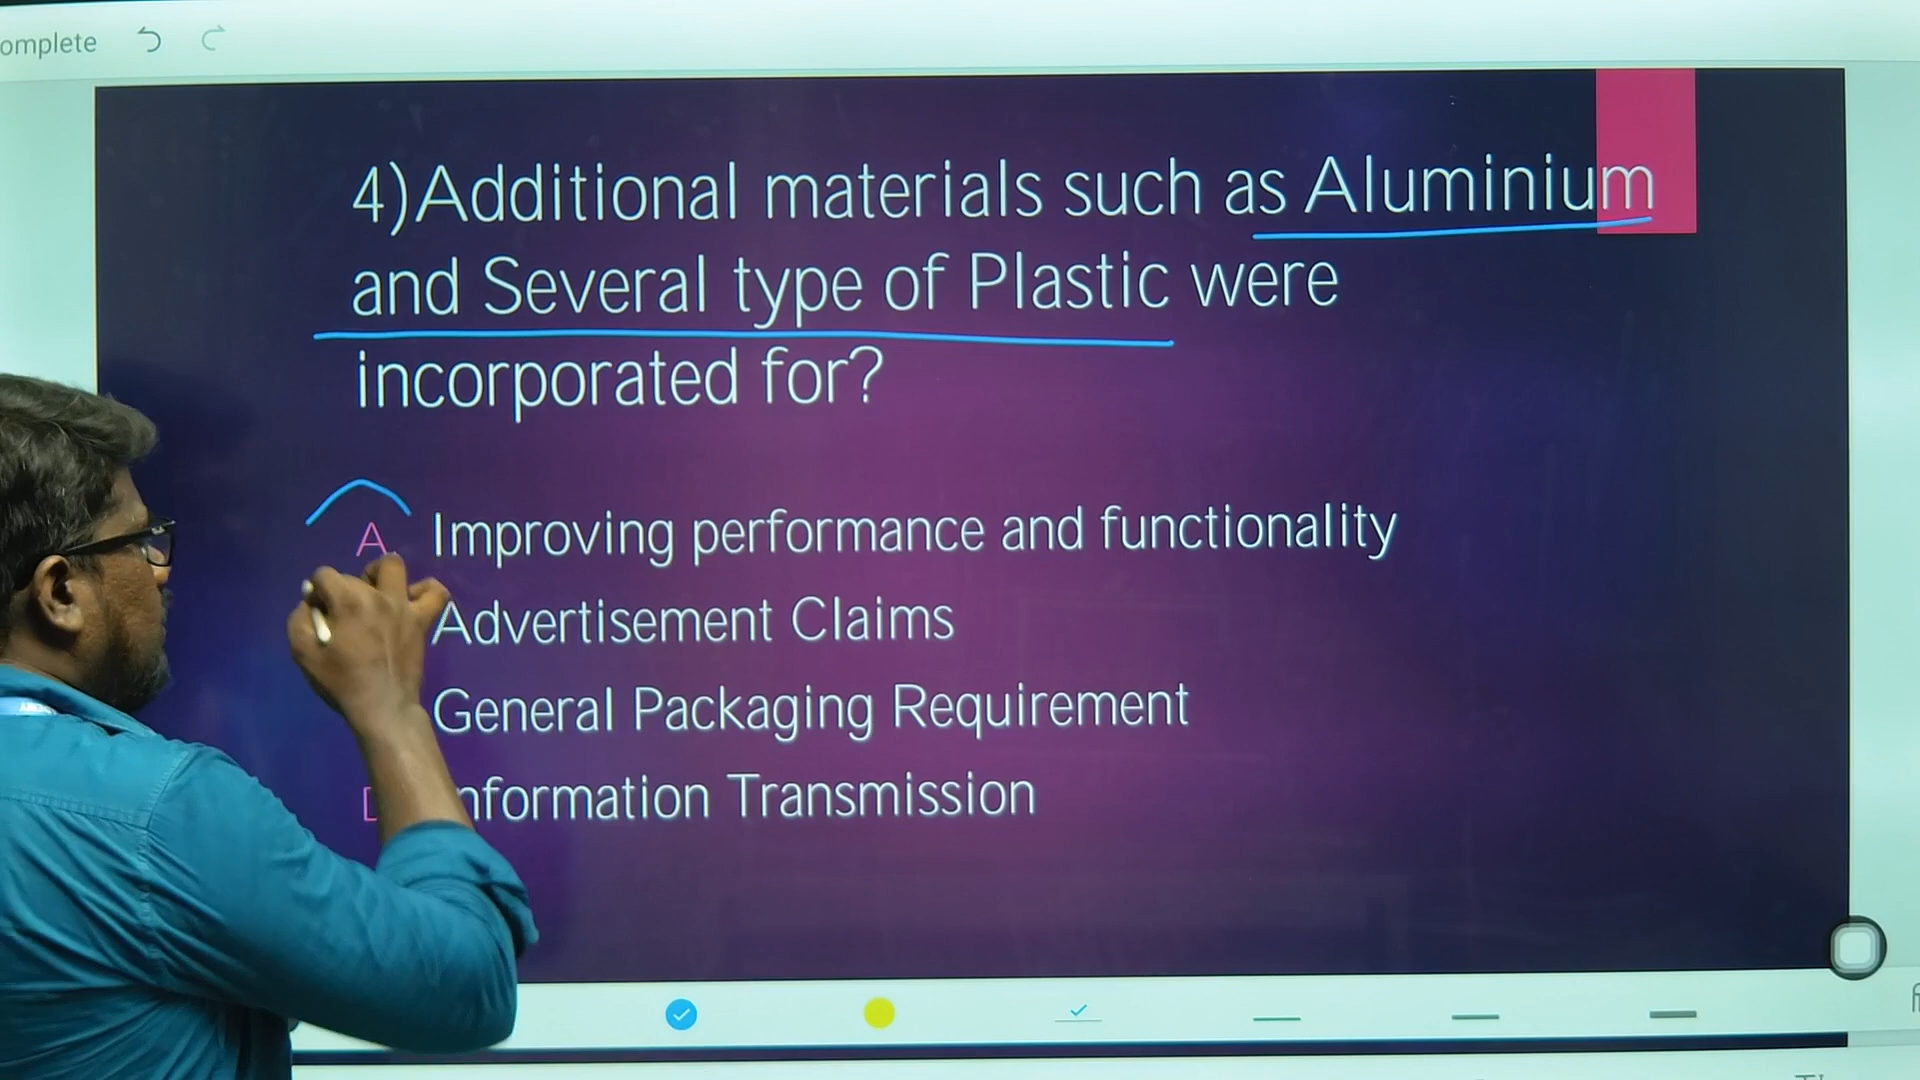 omplete
4)Additional materials such as Aluminium
and Several type of Plastic were
incorporated for?
A Improving performance and functionality
Advertisement Claims
General Packaging Requirement
D Information Transmission